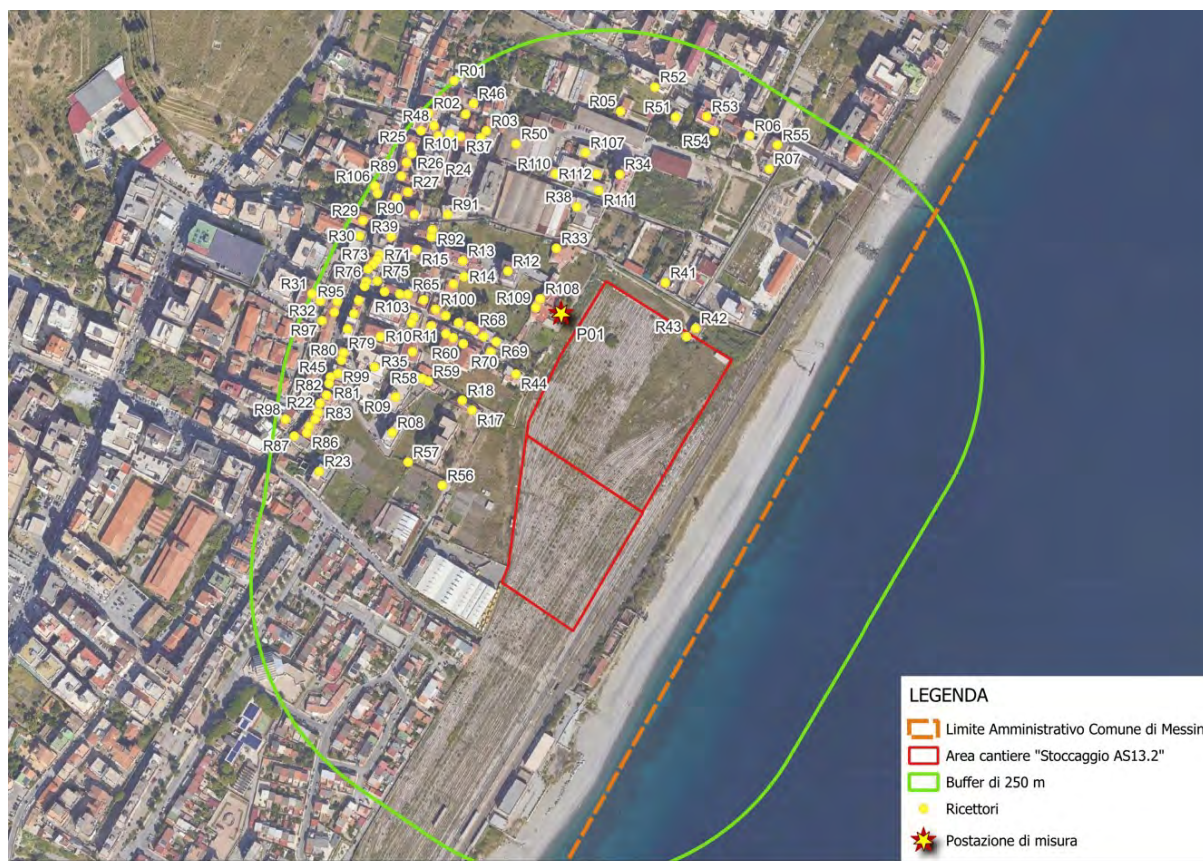 R01
R46
R52
R02
R05
R51
R53
R48
R03
R50
R54
R06
R55
R25
R101
R37
R107
R07
R89
R26
R24
R110
R112
R34
R106
R27
R111
R38
R29
R90
R91
R30
R39
R92
R33
R73
R71
R15
R13
R12
R76
R75
R14
R41
R31
R95
R65
R103
R100
R109
R108
R32
R68
P01
R42
R43
R97
R79
R10
R11
R60
R69
R80
R35
R70
R45
R99
R58
R59
R44
R82
R81
R18
R98
R22
R83
R09
R17
R87
R86
R08
R23
R57
R56
LEGENDA
Limite Amministrativo Comune di Messin
Area cantiere "Stoccaggio AS13.2"
Buffer di 250 m
Ricettori
Postazione di misura